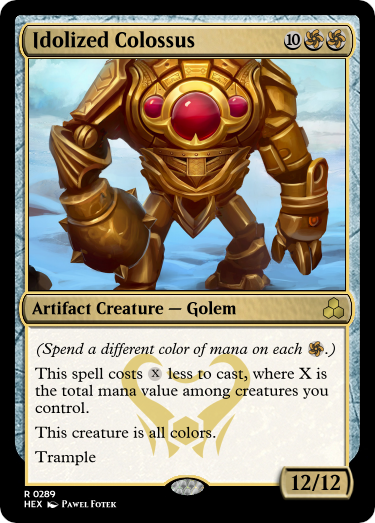 Idolized Colossus 10
Artifact Creature — Golem
(Spend a different color of mana on each .)
This spell costs X less to cast, where X is
the total mana value among creatures you
control.
This creature is all colors.
Trample
12/12
R 0289
HEX Pawel Fotek